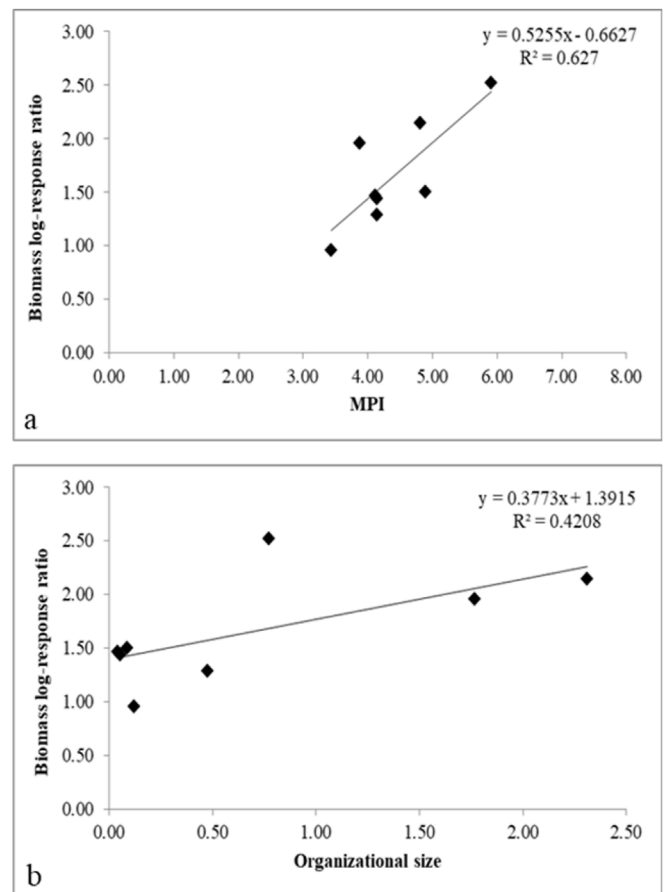 3.00
y = 0.5255x - 0.6627
R² = 0.627
2.50
2.00
1.50
1.00
0.50
0.00
Biomass log-response ratio
0.00 1.00 2.00 3.00 4.00 5.00 6.00 7.00 8.00
MPI
a
3.00
y = 0.3773x + 1.3915
R² = 0.4208
2.50
2.00
1.50
1.00
0.50
0.00
Biomass log-response ratio
0.00 0.50 1.00 1.50 2.00 2.50
Organizational size
b